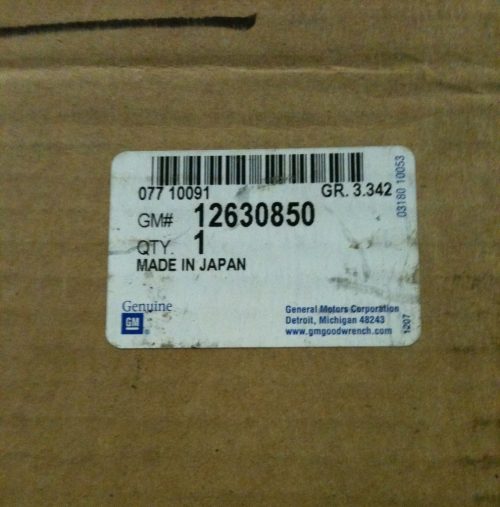 077 10091 GR. 3.342
GM# 12630850
QTY. 1
MADE IN JAPAN
Genuine
GM
General Motors Corporation
Detroit, Michigan 48243
www.gmgoodwrench.com
03180 10053
1207